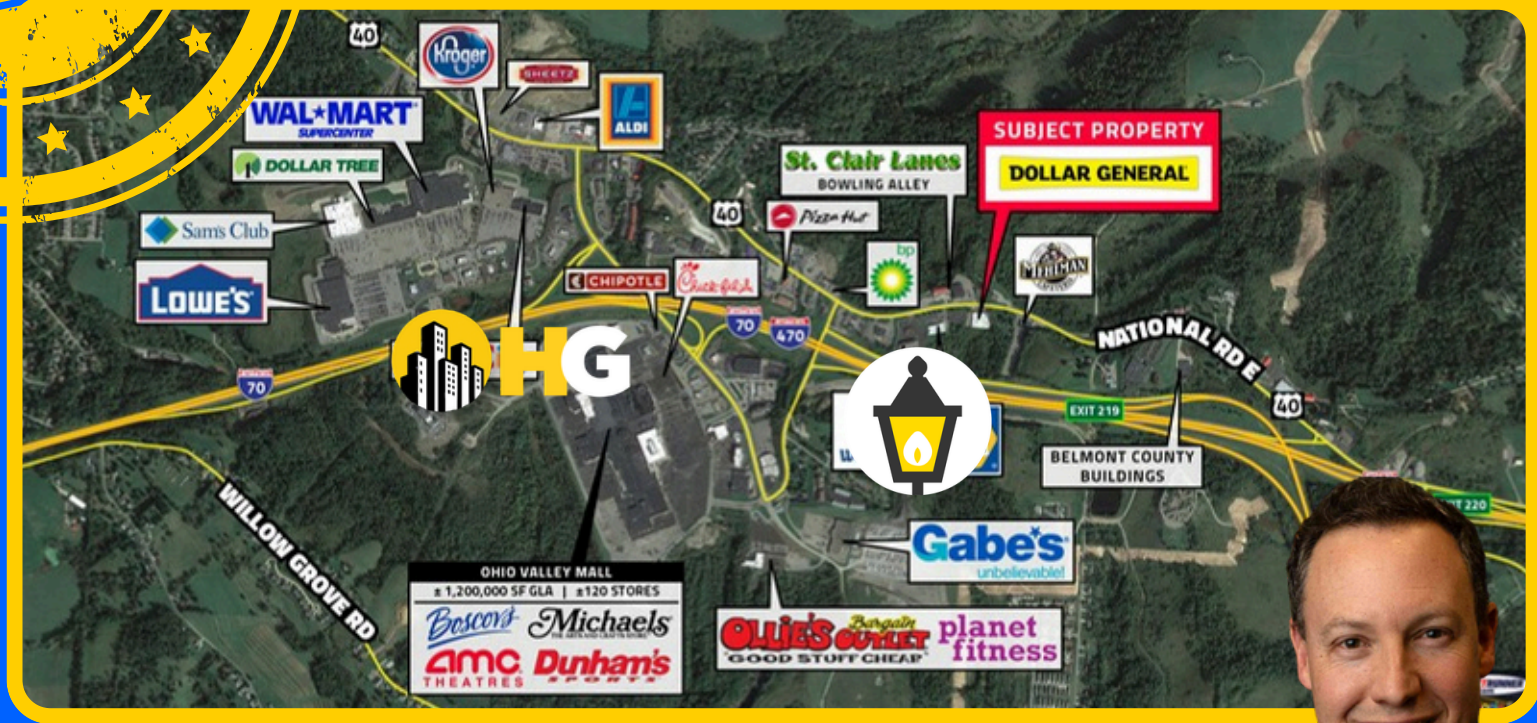 40
Kroger
SHEETZ
ALDI
WAL★MART
SUPERCENTER
DOLLAR TREE
Sam's Club
LOWE'S
St. Clair Lanes
BOWLING ALLEY
SUBJECT PROPERTY
DOLLAR GENERAL
40
Pizza Hut
bp
CHIPOTLE
Chick-fil-A
70
470
NATIONAL RD E
HG
70
40
EXIT 219
BELMONT COUNTY
BUILDINGS
WILLOW GROVE RD
OHIO VALLEY MALL
± 1,200,000 SF GLA | ±120 STORES
Boscov's
Michaels
THE ARTS AND CRAFTS STORE
AMC
THEATRES
Dunham's
SPORTS
Gabe's
unbelievable!
OLLIE'S Bargain OUTLET
"GOOD STUFF CHEAP"
planet
fitness
220